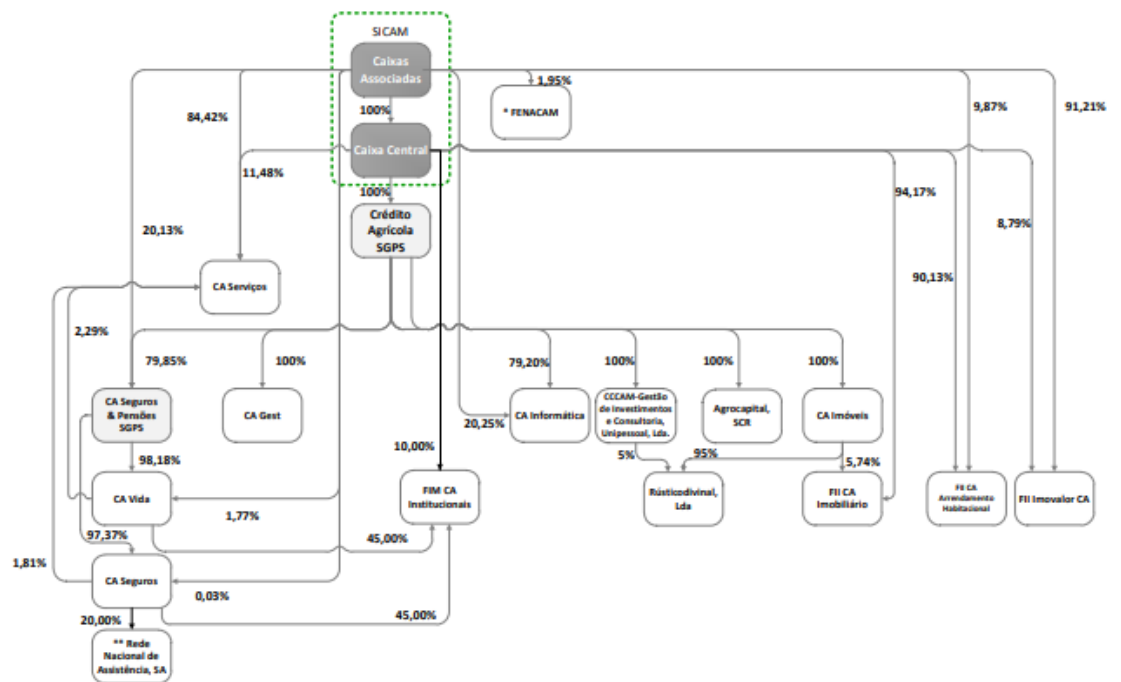 SICAM
Caixas
Associadas
1,95%
* FENACAM
9,87%
91,21%
100%
84,42%
Caixa Central
11,48%
100%
94,17%
Crédito
Agrícola
SGPS
20,13%
8,79%
90,13%
CA Serviços
2,29%
79,85%
100%
79,20%
100%
100%
100%
CA Seguros
& Pensões
SGPS
CA Gest
CA Informática
CCCAM-Gestão
de Investimentos
e Consultoria,
Unipessoal, Lda.
Agrocapital,
SCR
CA Imóveis
20,25%
10,00%
98,18%
5%
95%
5,74%
CA Vida
FIM CA
Institucionais
Rústicodivinal,
Lda
FII CA
Imobiliário
FII CA
Arrendamento
Habitacional
FII Imovalor CA
1,77%
97,37%
45,00%
1,81%
CA Seguros
0,03%
20,00%
45,00%
** Rede
Nacional de
Assistência, SA